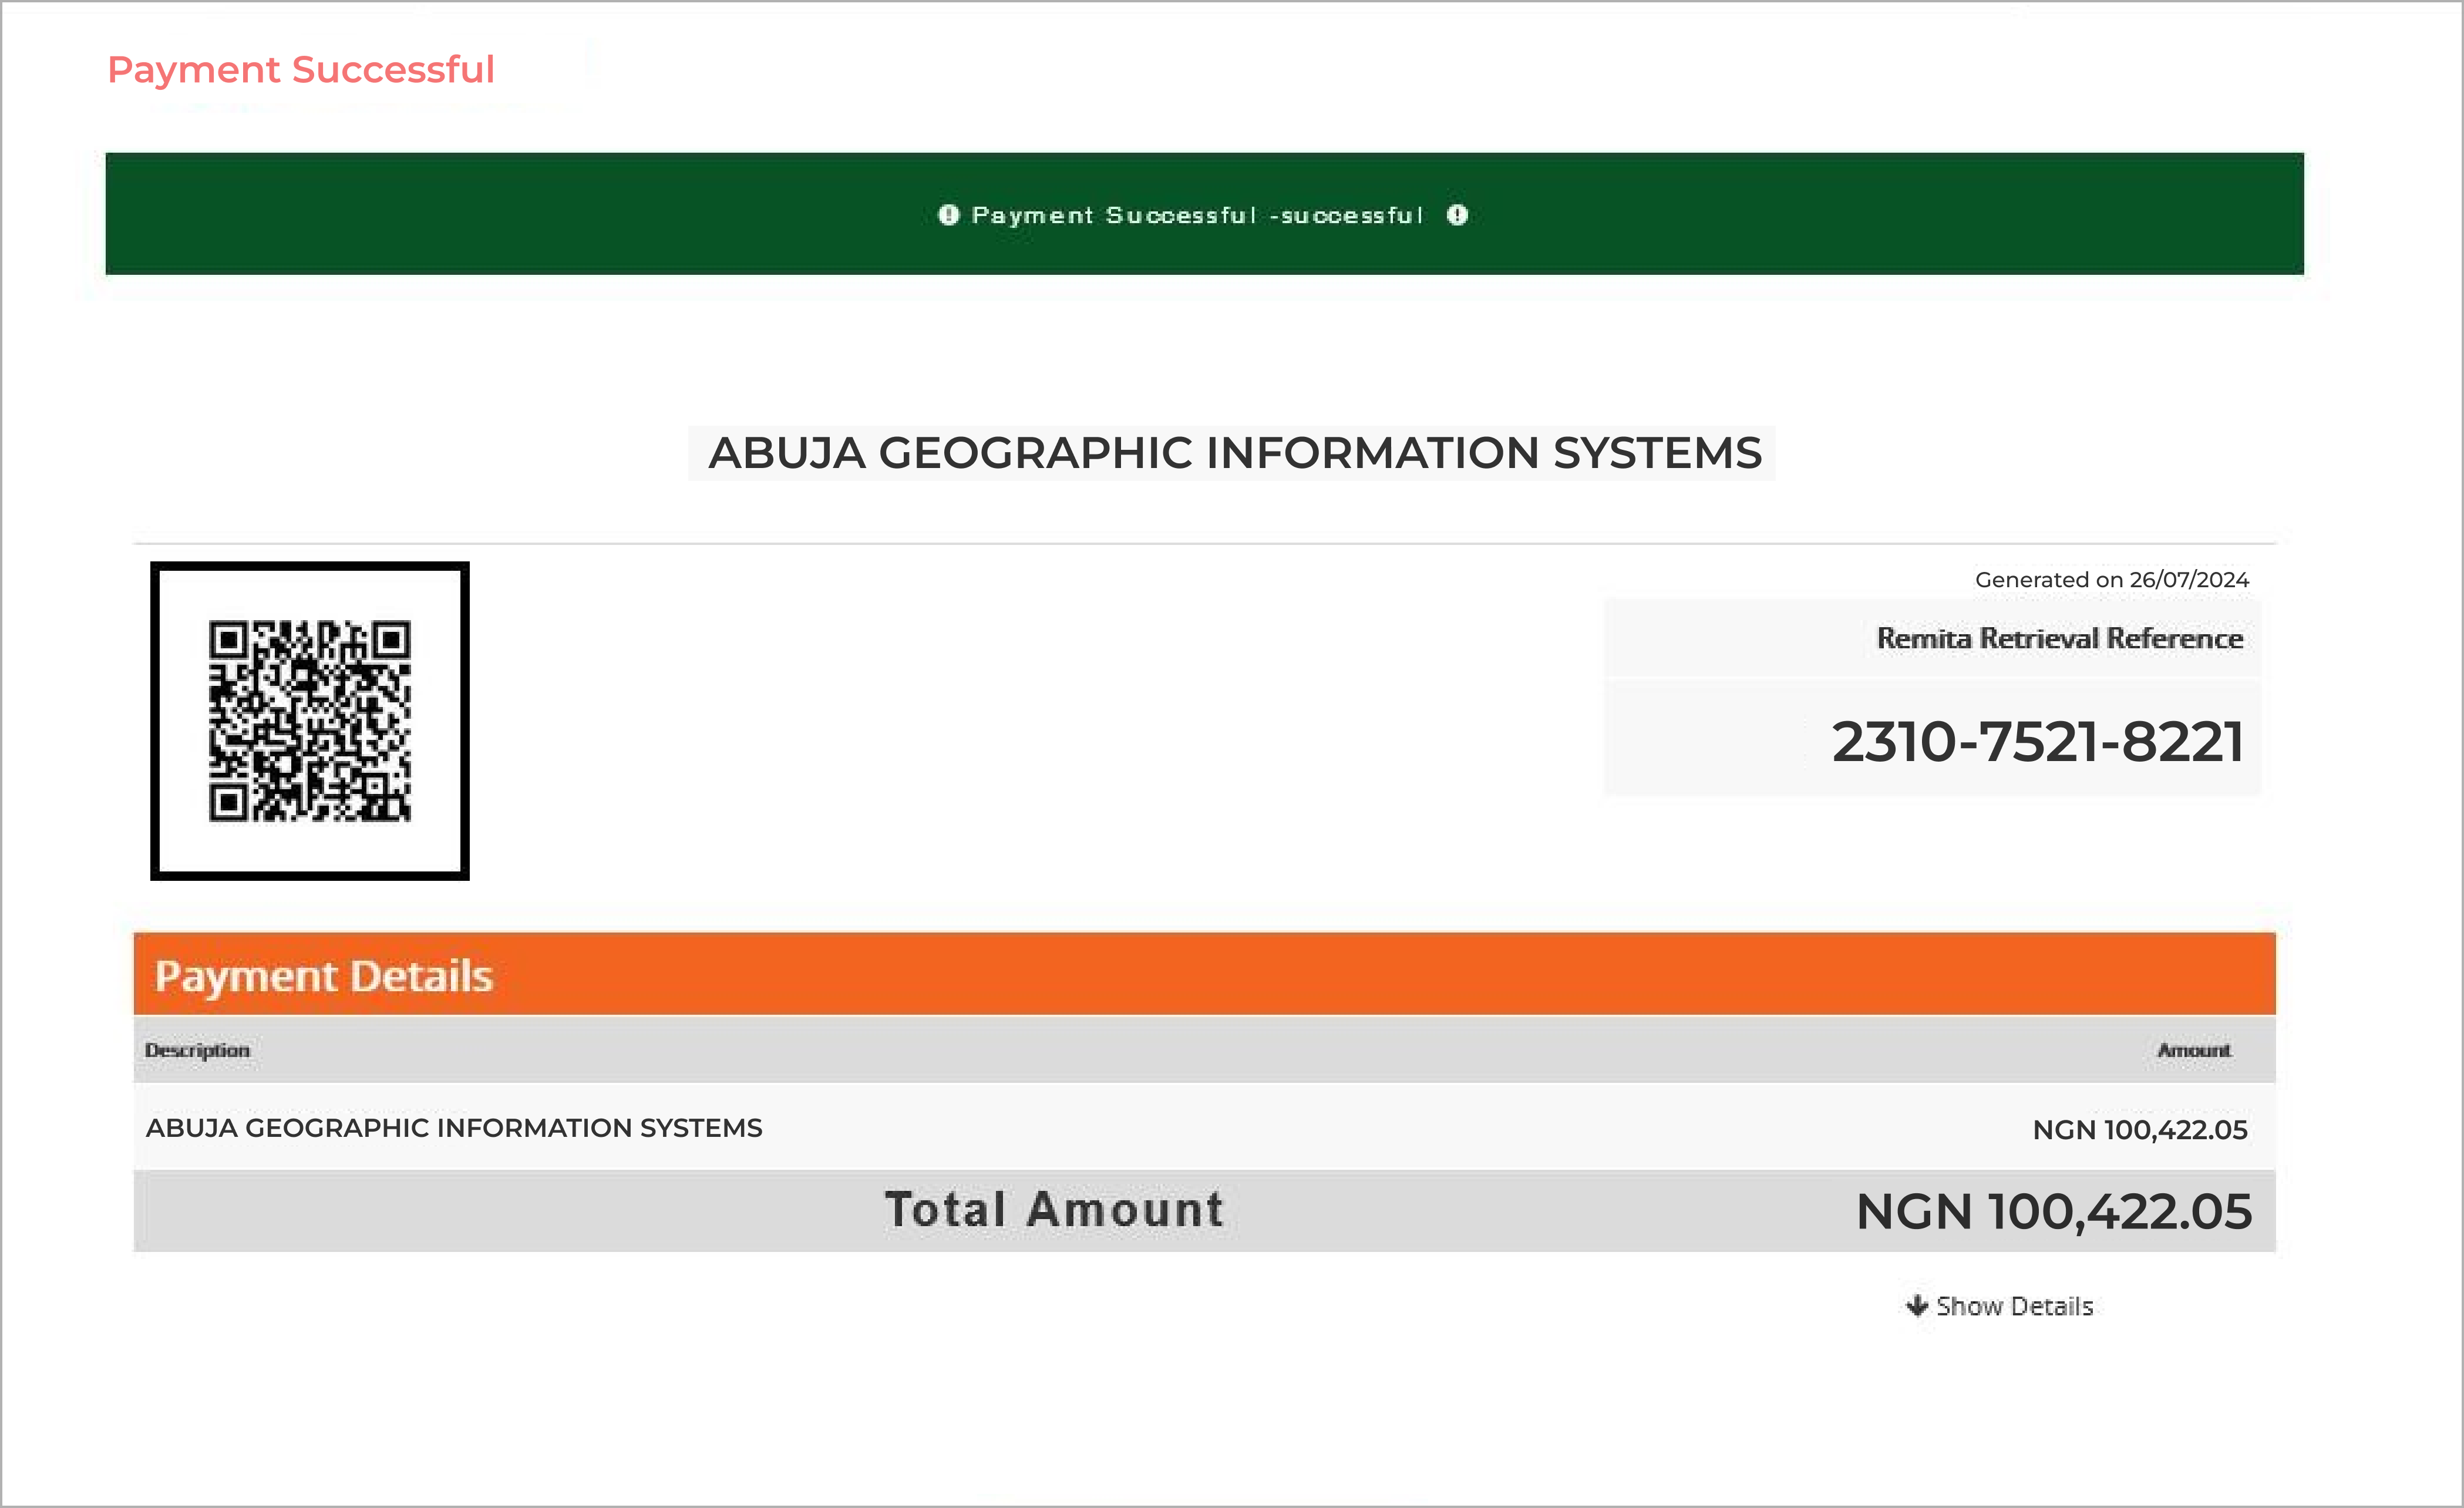 Payment Successful
Payment Successful -successful
ABUJA GEOGRAPHIC INFORMATION SYSTEMS
Generated on 26/07/2024
Remita Retrieval Reference
2310-7521-8221
Payment Details
Description Amount
ABUJA GEOGRAPHIC INFORMATION SYSTEMS NGN 100,422.05
Total Amount NGN 100,422.05
Show Details